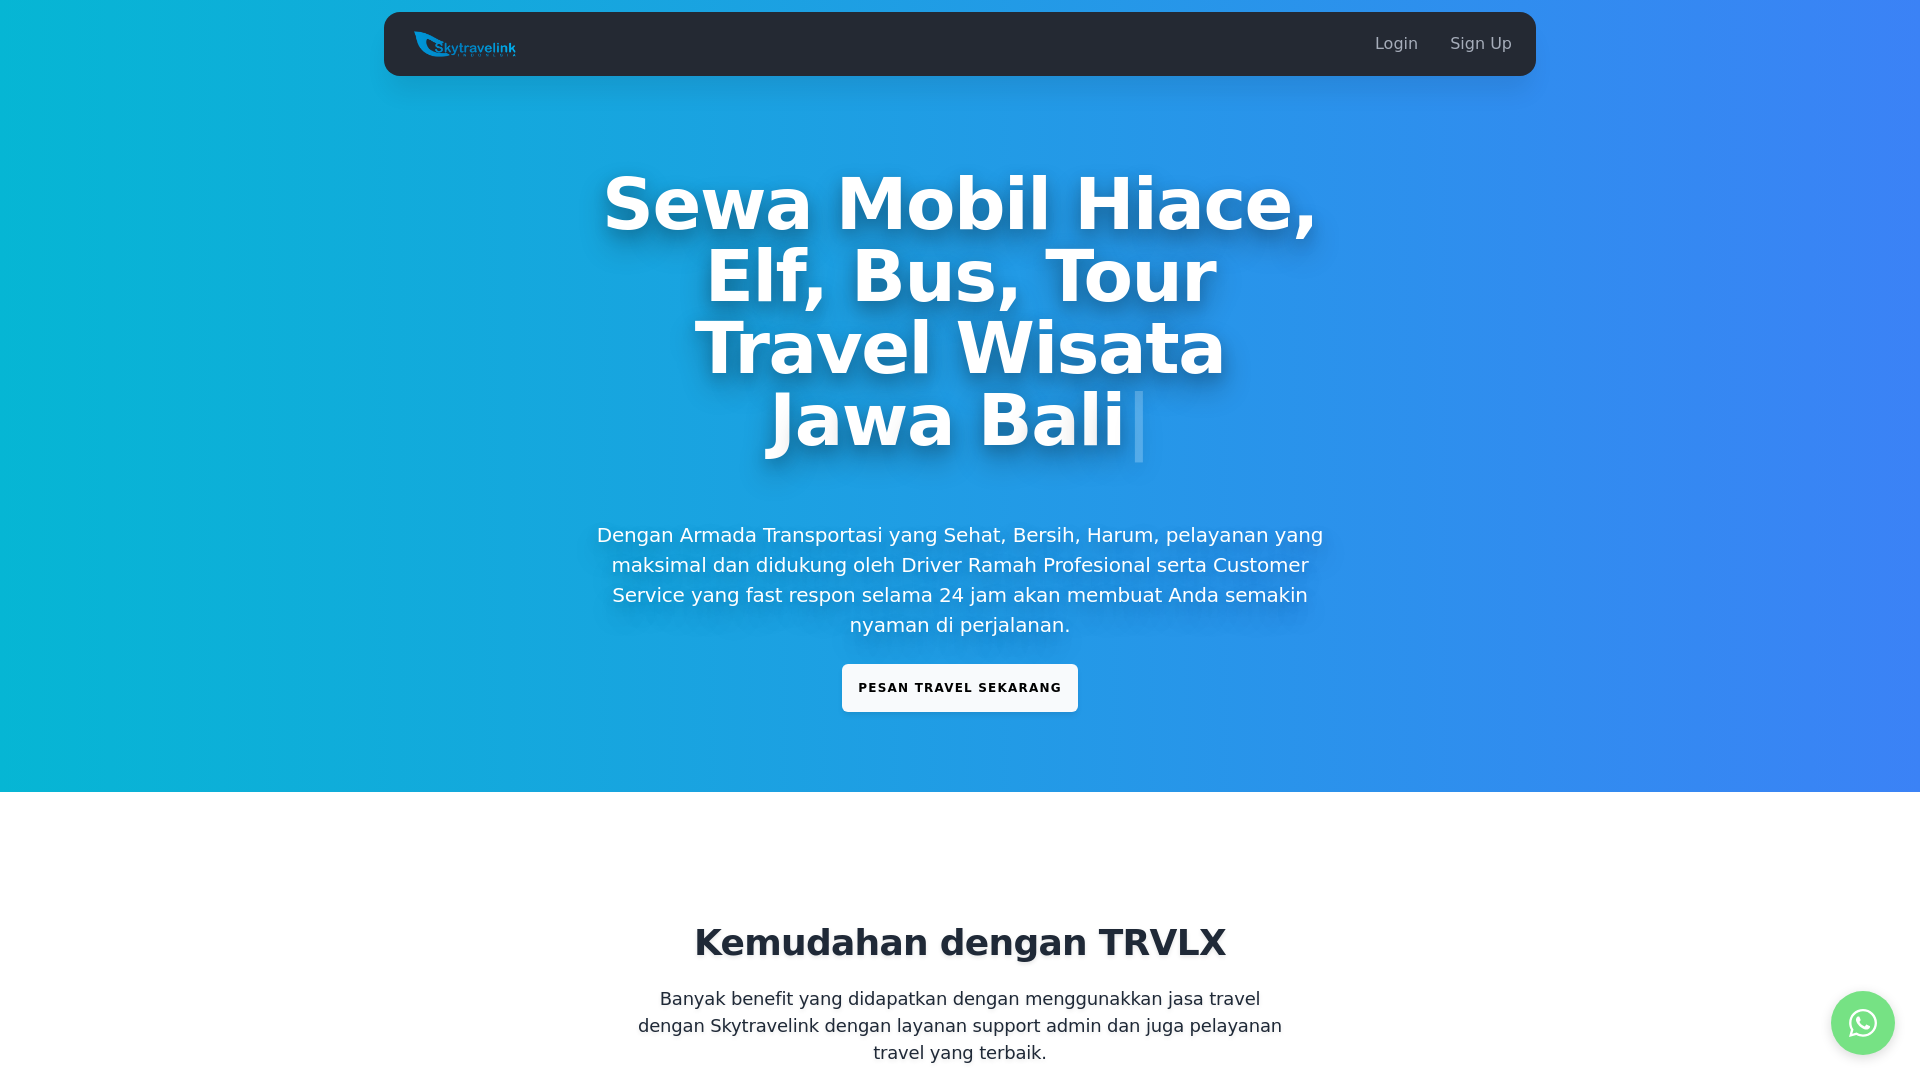 Skytravelink
INDONESIA
Login
Sign Up
Sewa Mobil Hiace,
Elf, Bus, Tour
Travel Wisata
Jawa Bali|
Dengan Armada Transportasi yang Sehat, Bersih, Harum, pelayanan yang
maksimal dan didukung oleh Driver Ramah Profesional serta Customer
Service yang fast respon selama 24 jam akan membuat Anda semakin
nyaman di perjalanan.
PESAN TRAVEL SEKARANG
Kemudahan dengan TRVLX
Banyak benefit yang didapatkan dengan menggunakkan jasa travel
dengan Skytravelink dengan layanan support admin dan juga pelayanan
travel yang terbaik.